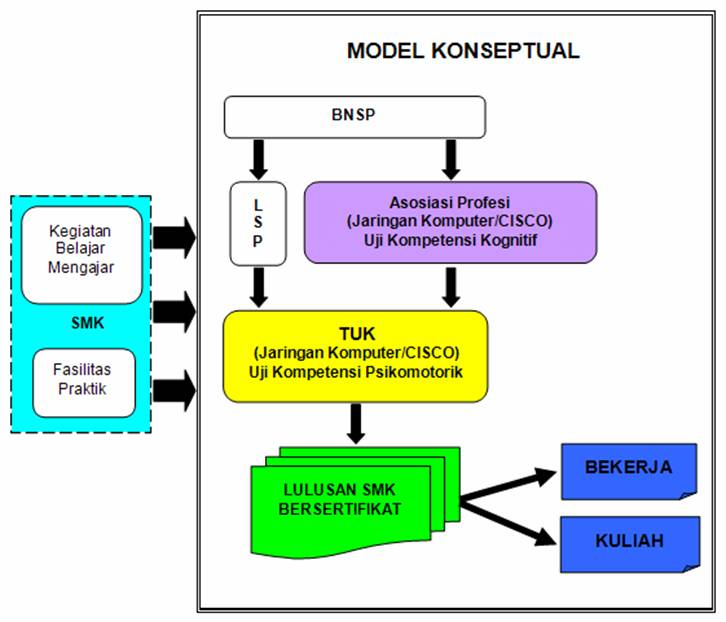 MODEL KONSEPTUAL
BNSP
L
S
P
Asosiasi Profesi
(Jaringan Komputer/CISCO)
Uji Kompetensi Kognitif
Kegiatan
Belajar
Mengajar
SMK
Fasilitas
Praktik
TUK
(Jaringan Komputer/CISCO)
Uji Kompetensi Psikomotorik
LULUSAN SMK
BERSERTIFIKAT
BEKERJA
KULIAH